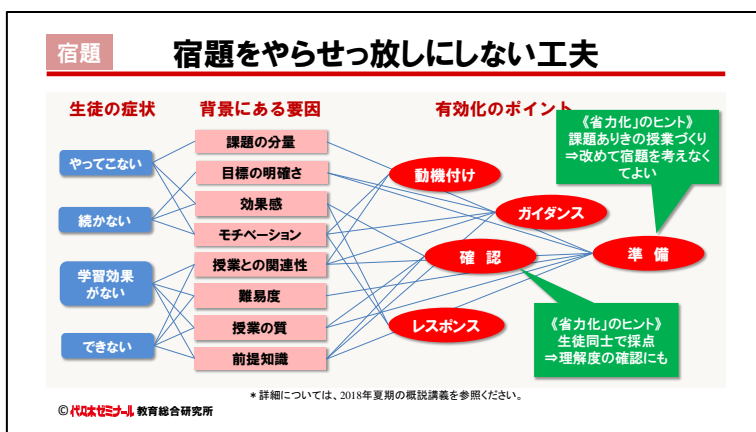 宿題
宿題をやらせっ放しにしない工夫
生徒の症状
背景にある要因
有効化のポイント
やってこない
続かない
学習効果
がない
できない
課題の分量
目標の明確さ
効果感
モチベーション
授業との関連性
難易度
授業の質
前提知識
動機付け
ガイダンス
確 認
レスポンス
準 備
《省力化」のヒント》
課題ありきの授業づくり
⇒改めて宿題を考えなく
てよい
《省力化」のヒント》
生徒同士で採点
⇒理解度の確認にも
*詳細については、2018年夏期の概説講義を参照ください。
©代々木ゼミナール 教育総合研究所